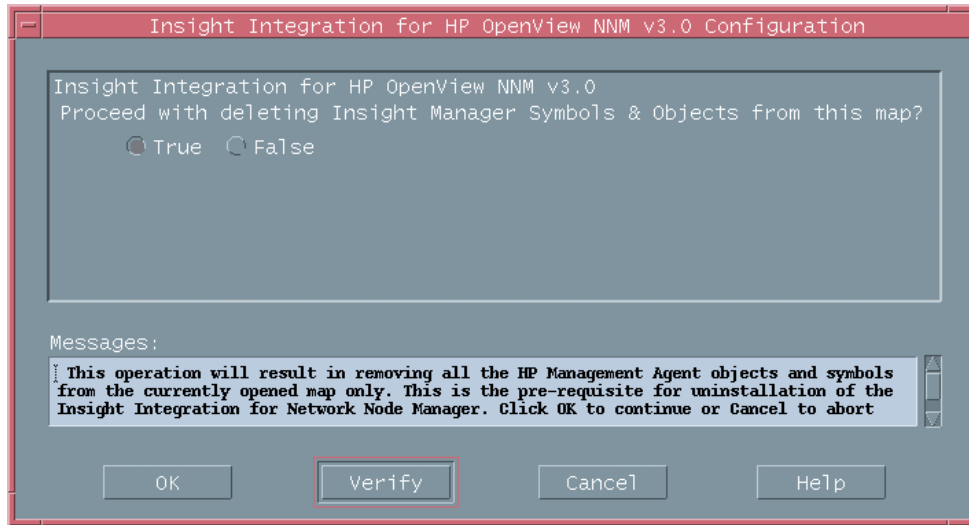 Insight Integration for HP OpenView NNM v3.0 Configuration
Insight Integration for HP OpenView NNM v3.0
Proceed with deleting Insight Manager Symbols & Objects from this map?
True False
Messages:
This operation will result in removing all the HP Management Agent objects and symbols
from the currently opened map only. This is the pre-requisite for uninstallation of the
Insight Integration for Network Node Manager. Click OK to continue or Cancel to abort
OK Verify Cancel Help